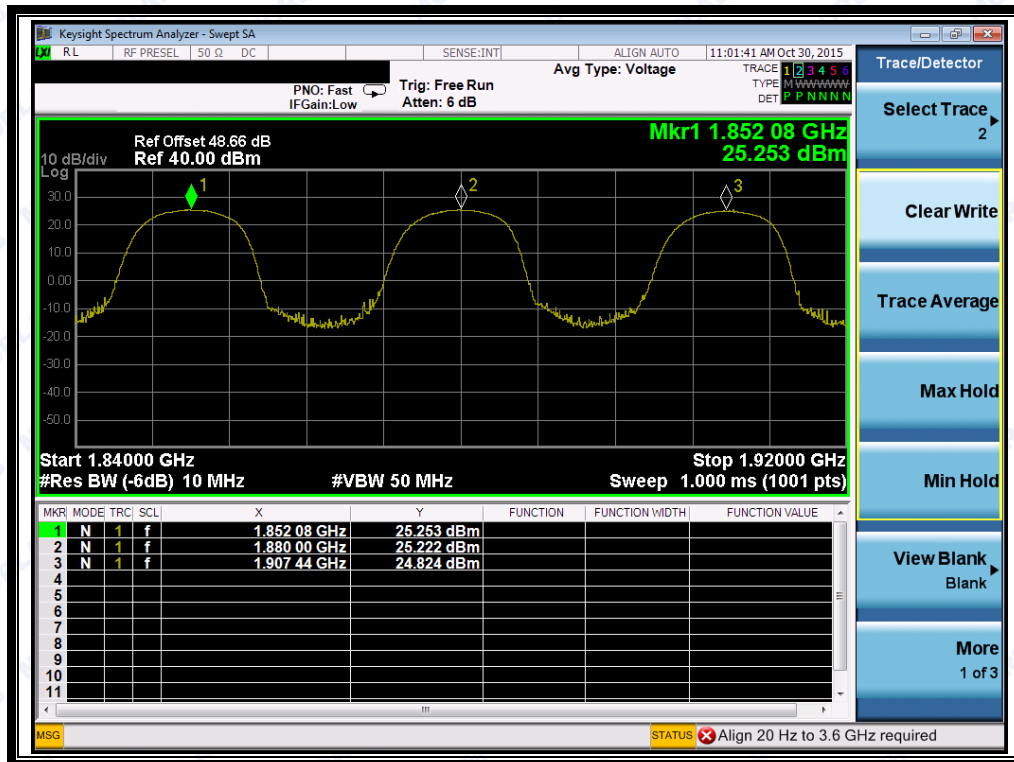 Keysight Spectrum Analyzer - Swept SA
LXI RL RF PRESEL 50 Ω DC SENSE:INT ALIGN AUTO 11:01:41 AM Oct 30, 2015
Avg Type: Voltage TRACE 1 2 3 4 5 6
PNO: Fast Trig: Free Run TYPE M WWWWW
IFGain:Low Atten: 6 dB DET P P N N N N
Ref Offset 48.66 dB Mkr1 1.852 08 GHz
10 dB/div Ref 40.00 dBm 25.253 dBm
Log
1 2 3
30.0
20.0
10.0
0.00
-10.0
-20.0
-30.0
-40.0
-50.0
Start 1.84000 GHz Stop 1.92000 GHz
#Res BW (-6dB) 10 MHz #VBW 50 MHz Sweep 1.000 ms (1001 pts)
MKR MODE TRC SCL X Y FUNCTION FUNCTION WIDTH FUNCTION VALUE
1 N 1 f 1.852 08 GHz 25.253 dBm
2 N 1 f 1.880 00 GHz 25.222 dBm
3 N 1 f 1.907 44 GHz 24.824 dBm
4
5
6
7
8
9
10
11
MSG STATUS Align 20 Hz to 3.6 GHz required
Trace/Detector
Select Trace
2
Clear Write
Trace Average
Max Hold
Min Hold
View Blank
Blank
More
1 of 3